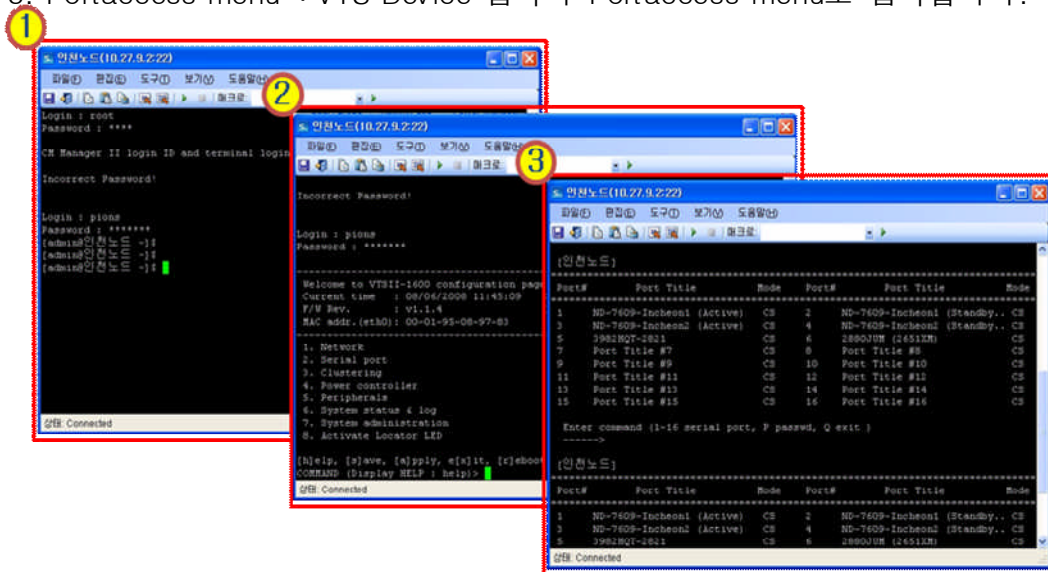 Portaccess menu
VTS Device
Portaccess menu로
1
인천노드(10.27.9.2:22)
파일(F) 편집(E) 도구(T) 보기(V) 도움말(H)
매크로:
Login : root
Password : ****
CM Manager II login ID and terminal login
Incorrect Password!
Login : pions
Password : *******
[admin@인천노드 ~]$
[admin@인천노드 ~]$
[admin@인천노드 ~]$
상태: Connected
2
인천노드(10.27.9.2:22)
파일(F) 편집(E) 도구(T) 보기(V) 도움말(H)
매크로:
Incorrect Password!
Login : pions
Password : *******
Welcome to VTSII-1600 configuration page
Current time : 08/06/2008 11:45:09
F/W Rev. : v1.1.4
MAC addr.(eth0): 00-01-95-08-97-83
1. Network
2. Serial port
3. Clustering
4. Power controller
5. Peripherals
6. System status & log
7. System administration
8. Activate Locator LED
[h]elp, [s]ave, [a]pply, e[x]it, [r]eboot
COMMAND (Display HELP : help)>
상태: Connected
3
인천노드(10.27.9.2:22)
파일(F) 편집(E) 도구(T) 보기(V) 도움말(H)
매크로:
[인천노드]
Port# Port Title Mode Port# Port Title Mode
1 ND-7609-Incheon1 (Active) CS 2 ND-7609-Incheon1 (Standby.. CS
3 ND-7609-Incheon2 (Active) CS 4 ND-7609-Incheon2 (Standby.. CS
5 3982MQT-2821 CS 6 2880JUM (2651XM) CS
7 Port Title #7 CS 8 Port Title #8 CS
9 Port Title #9 CS 10 Port Title #10 CS
11 Port Title #11 CS 12 Port Title #12 CS
13 Port Title #13 CS 14 Port Title #14 CS
15 Port Title #15 CS 16 Port Title #16 CS
Enter command (1-16 serial port, P passwd, Q exit )
------>
[인천노드]
Port# Port Title Mode Port# Port Title Mode
1 ND-7609-Incheon1 (Active) CS 2 ND-7609-Incheon1 (Standby.. CS
3 ND-7609-Incheon2 (Active) CS 4 ND-7609-Incheon2 (Standby.. CS
5 3982MQT-2821 CS 6 2880JUM (2651XM) CS
상태: Connected